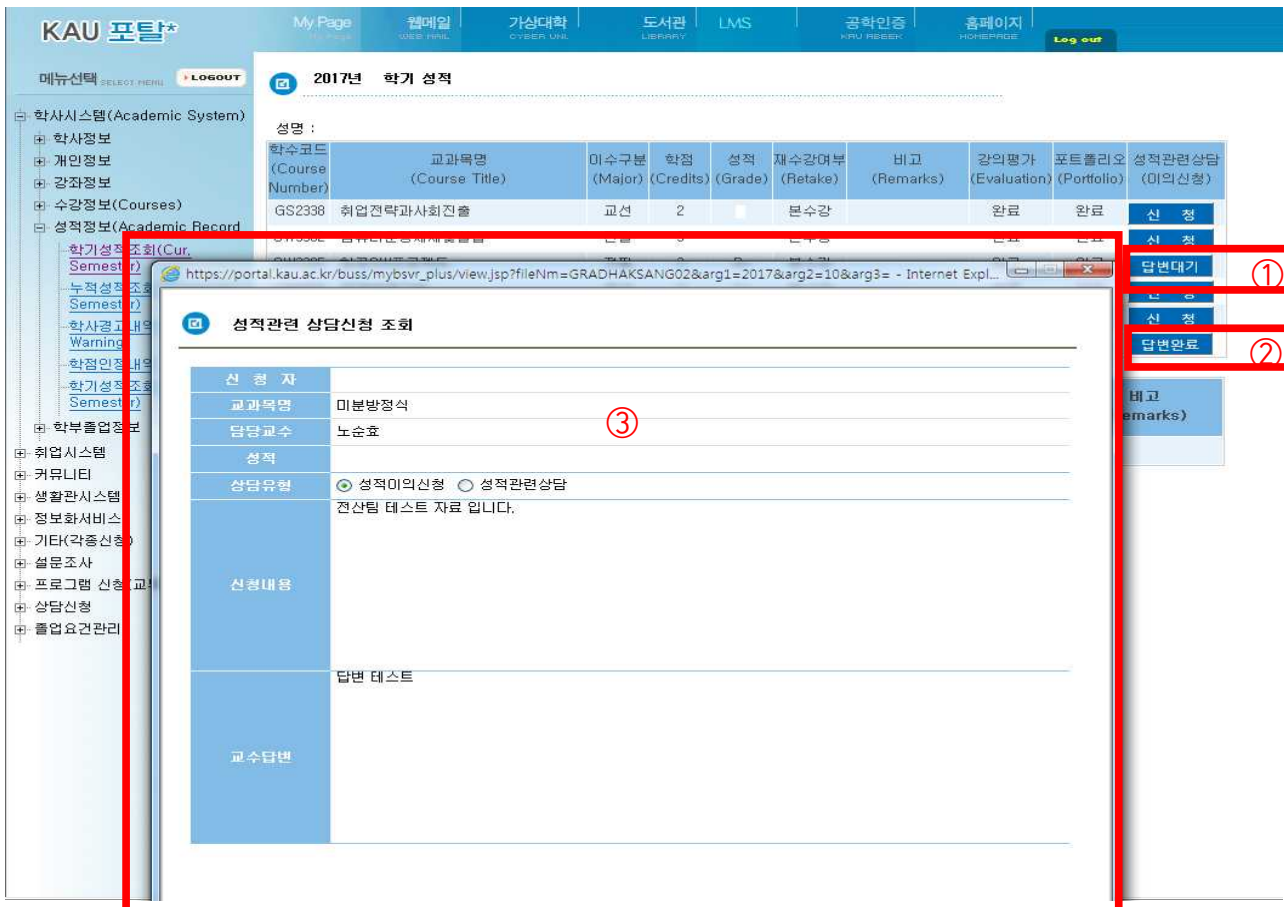 KAU 포탈*
My Page 웹메일 가상대학 도서관 LMS 공학인증 홈페이지
WEB MAIL CYBER UNI. LIBRARY KAU ABEEK HOMEPAGE Log out
메뉴선택 SELECT MENU LOGOUT
2017년 학기 성적
학사시스템(Academic System)
학사정보
개인정보
강좌정보
수강정보(Courses)
성적정보(Academic Record
학기성적조회(Cur.
Semester)
누적성적조회
Semester)
학사경고내역
Warning
학점인정내역
학기성적조회
Semester)
학부졸업정보
취업시스템
커뮤니티
생활관시스템
정보화서비스
기타(각종신청)
설문조사
프로그램 신청(교
상담신청
졸업요건관리
성명 :
학수코드 (Course Number) 교과목명 (Course Title) 이수구분 (Major) 학점 (Credits) 성적 (Grade) 재수강여부 (Retake) 비고 (Remarks) 강의평가 (Evaluation) 포트폴리오 (Portfolio) 성적관련상담 (이의신청)
GS2338 취업전략과사회진출 교선 2 본수강 완료 완료 신 청
신 청
답변대기 ①
신 청
신 청
답변완료 ②
비고
emarks)
https://portal.kau.ac.kr/buss/mybsvr_plus/view.jsp?fileNm=GRADHAKSANG02&arg1=2017&arg2=10&arg3= - Internet Expl...
성적관련 상담신청 조회
신 청 자
교과목명 미분방정식
③
담당교수 노순효
성적
상담유형 성적이의신청 성적관련상담
신청내용 전산팀 테스트 자료 입니다.
교수답변 답변 테스트